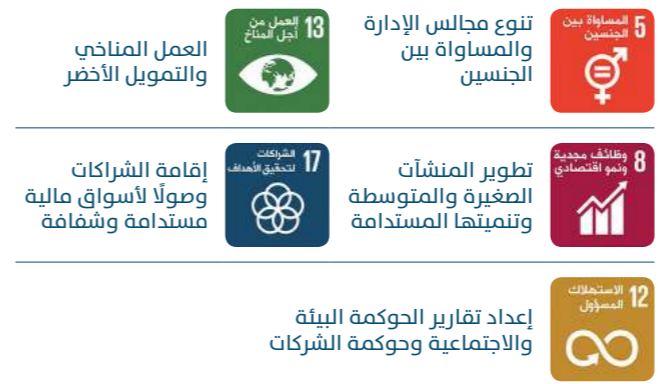 5 المساواة بين
الجنسين
تنوع مجالس الإدارة
والمساواة بين
الجنسين
13 العمل من
أجل المناخ
العمل المناخي
والتمويل الأخضر
8 وظائف مجدية
ونمو اقتصادي
تطوير المنشآت
الصغيرة والمتوسطة
وتنميتها المستدامة
17 الشراكات
لتحقيق الأهداف
إقامة الشراكات
وصولًا لأسواق مالية
مستدامة وشفافة
12 الاستهلاك
المسؤول
إعداد تقارير الحوكمة البيئة
والاجتماعية وحوكمة الشركات